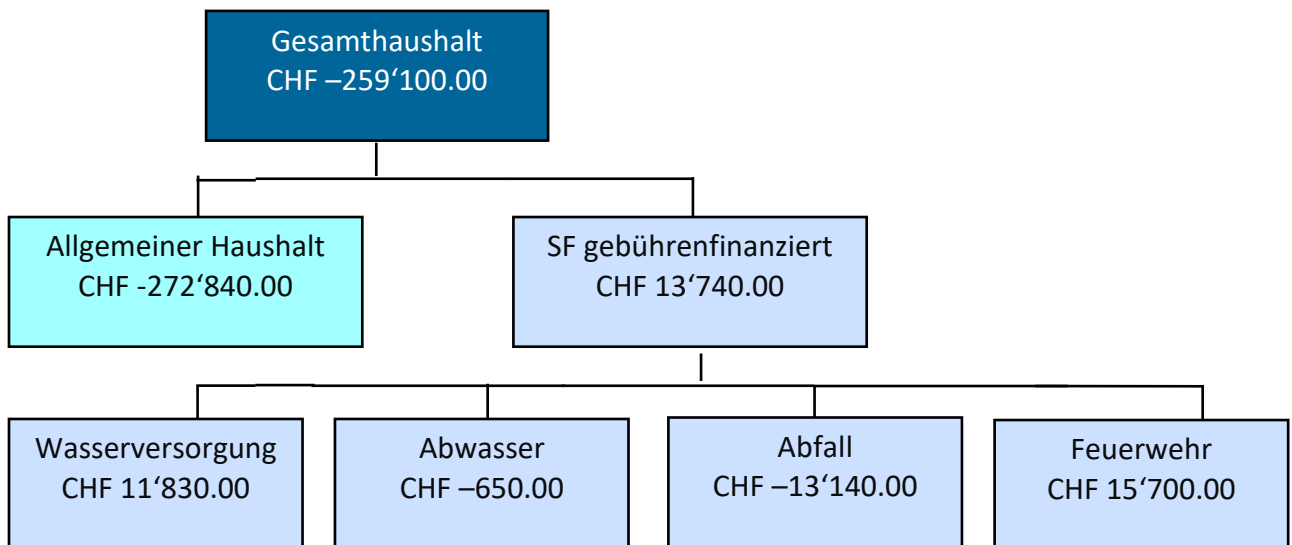 Gesamthaushalt
CHF –259‘100.00
Allgemeiner Haushalt
CHF -272‘840.00
SF gebührenfinanziert
CHF 13‘740.00
Wasserversorgung
CHF 11‘830.00
Abwasser
CHF –650.00
Abfall
CHF –13‘140.00
Feuerwehr
CHF 15‘700.00